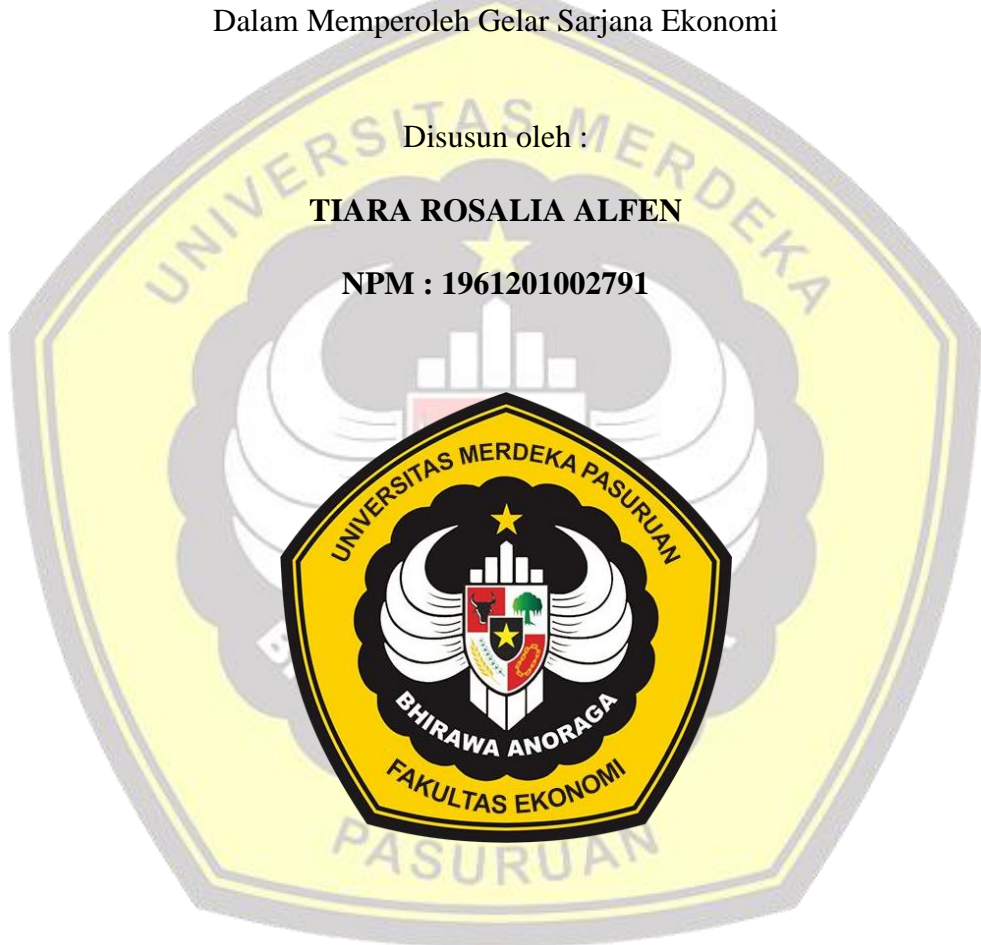 Dalam Memperoleh Gelar Sarjana Ekonomi
Disusun oleh :
TIARA ROSALIA ALFEN
NPM : 1961201002791
UNIVERSITAS MERDEKA
PASURUAN
UNIVERSITAS MERDEKA PASURUAN
BHIRAWA ANORAGA
FAKULTAS EKONOMI